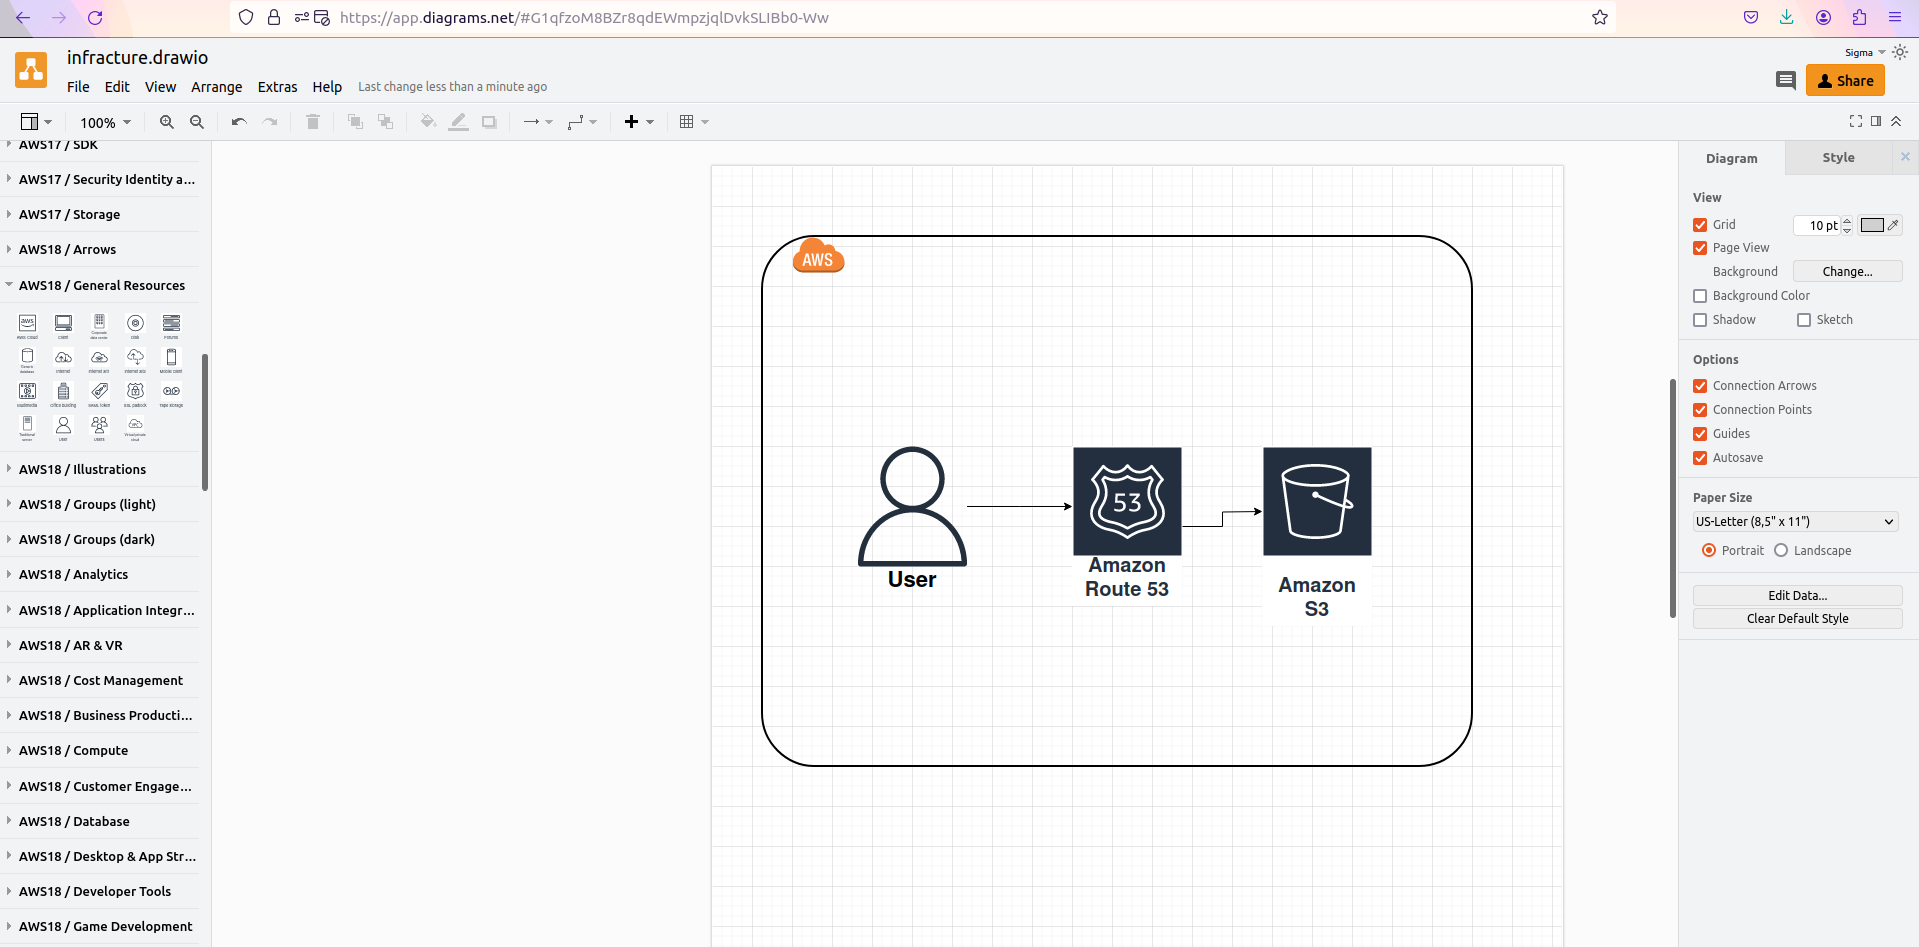 https://app.diagrams.net/#G1qfzoM8BZr8qdEWmpzjqlDvkSLIBb0-Ww
infracture.drawio
Sigma
File Edit View Arrange Extras Help Last change less than a minute ago
Share
100%
AWS17 / SDK
AWS17 / Security Identity a...
AWS17 / Storage
AWS18 / Arrows
AWS18 / General Resources
AWS18 / Illustrations
AWS18 / Groups (light)
AWS18 / Groups (dark)
AWS18 / Analytics
AWS18 / Application Integr...
AWS18 / AR & VR
AWS18 / Cost Management
AWS18 / Business Producti...
AWS18 / Compute
AWS18 / Customer Engage...
AWS18 / Database
AWS18 / Desktop & App Str...
AWS18 / Developer Tools
AWS18 / Game Development
AWS
53
User
Amazon
Route 53
Amazon
S3
Diagram Style
View
Grid 10 pt
Page View
Background Change...
Background Color
Shadow Sketch
Options
Connection Arrows
Connection Points
Guides
Autosave
Paper Size
US-Letter (8,5" x 11")
Portrait Landscape
Edit Data...
Clear Default Style